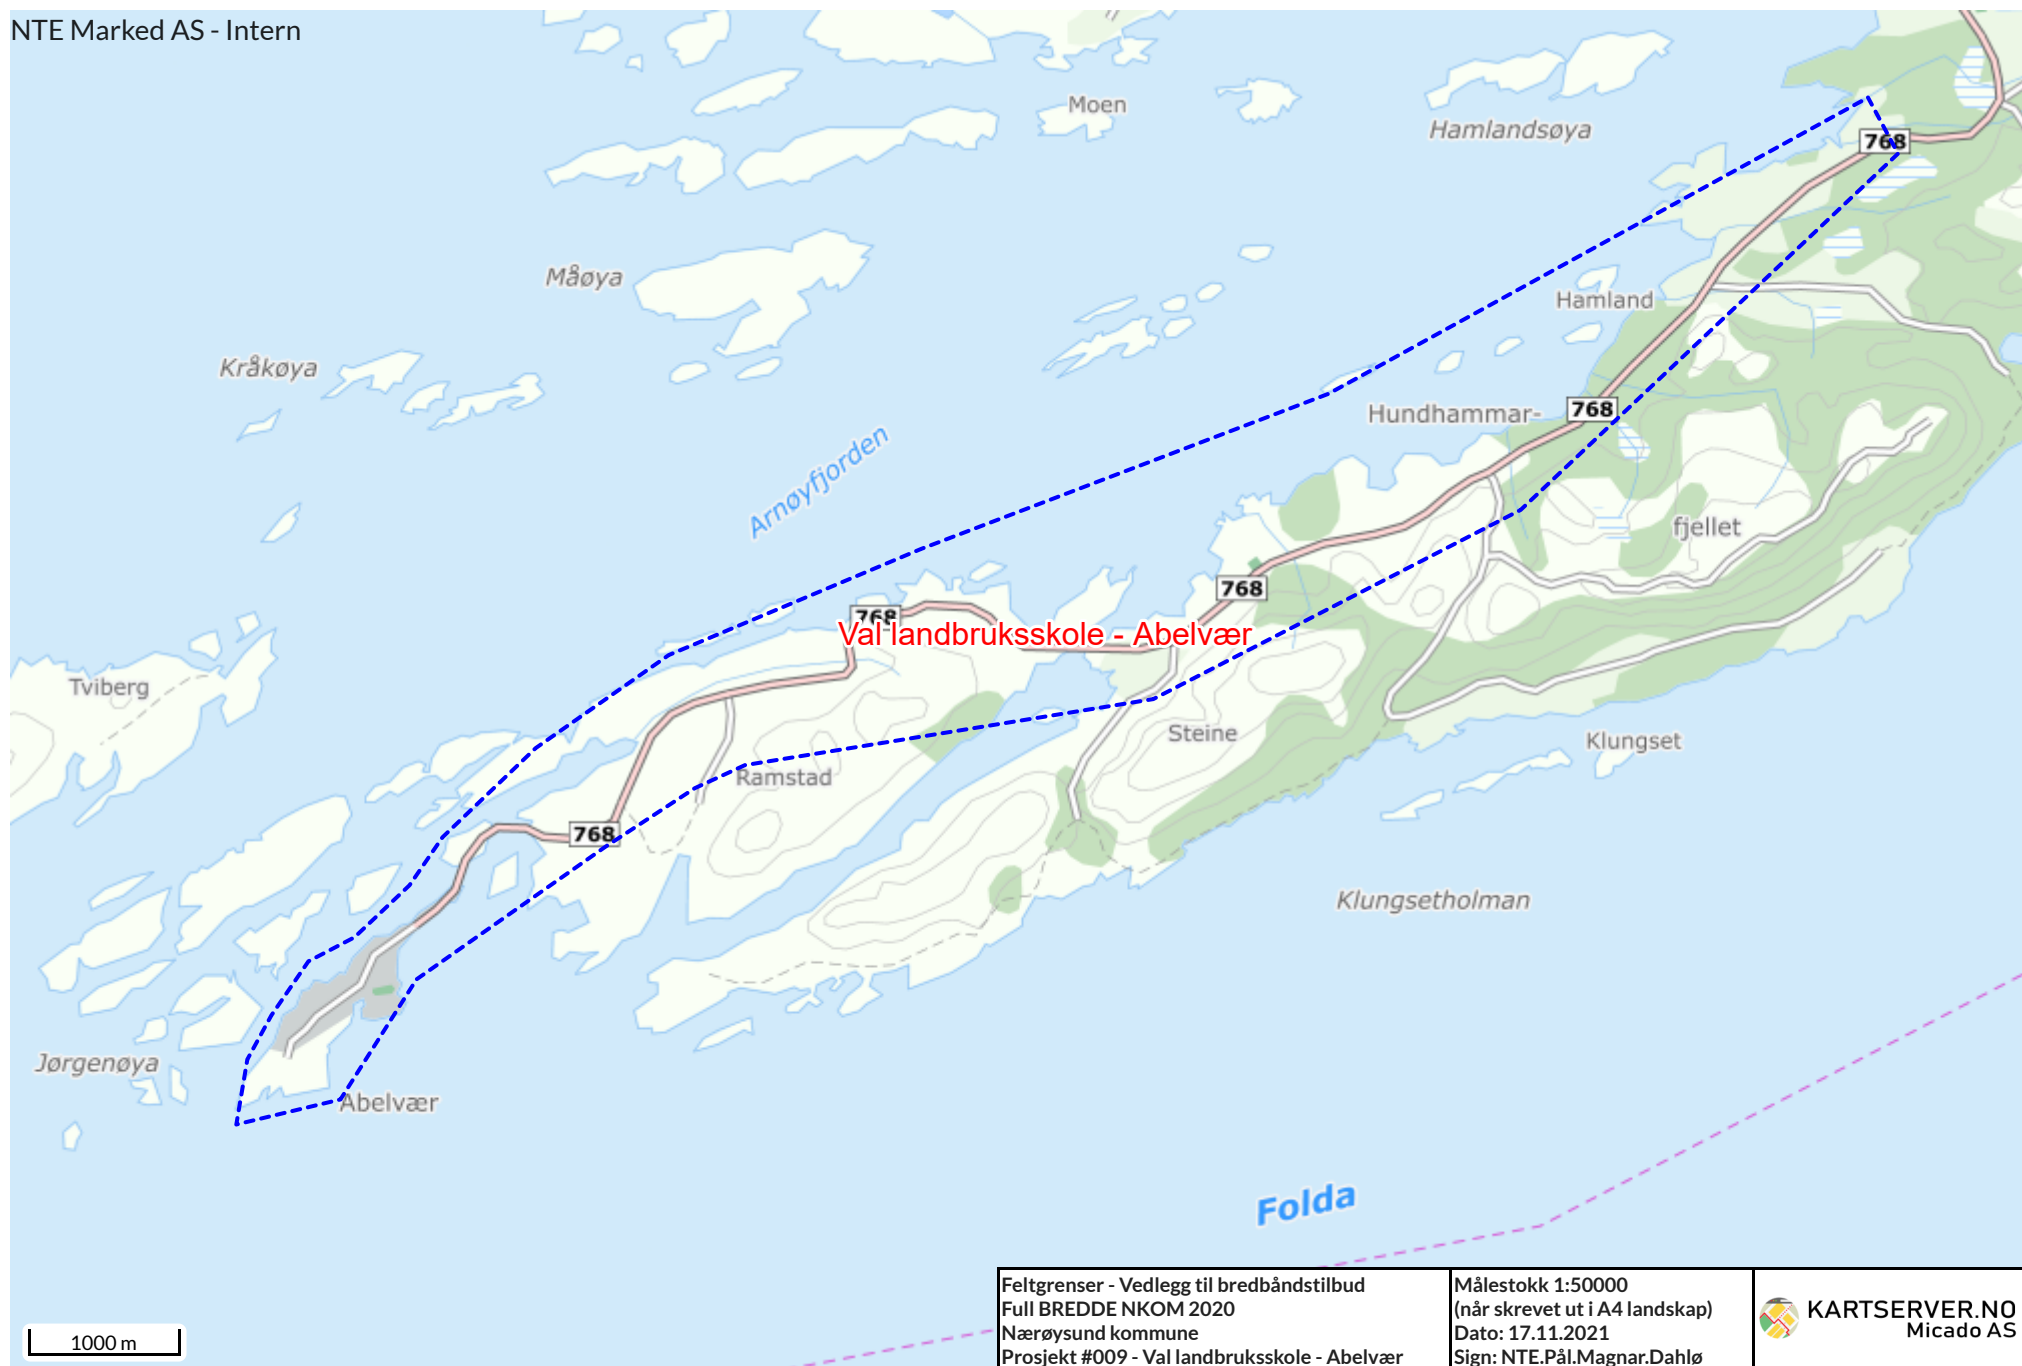 NTE Marked AS - Intern
Moen
Hamlandsøya
768
Måøya
Hamland
Kråkøya
768
Hundhammar-
Arnøyfjorden
fjellet
768
768
Val landbruksskole - Abelvær
Tviberg
Steine
Klungset
Ramstad
768
Klungsetholman
Jørgenøya
Abelvær
Folda
1000 m
Feltgrenser - Vedlegg til bredbåndstilbud
Full BREDDE NKOM 2020
Nærøysund kommune
Prosjekt #009 - Val landbruksskole - Abelvær
Målestokk 1:50000
(når skrevet ut i A4 landskap)
Dato: 17.11.2021
Sign: NTE.Pål.Magnar.Dahlø
KARTSERVER.NO
Micado AS